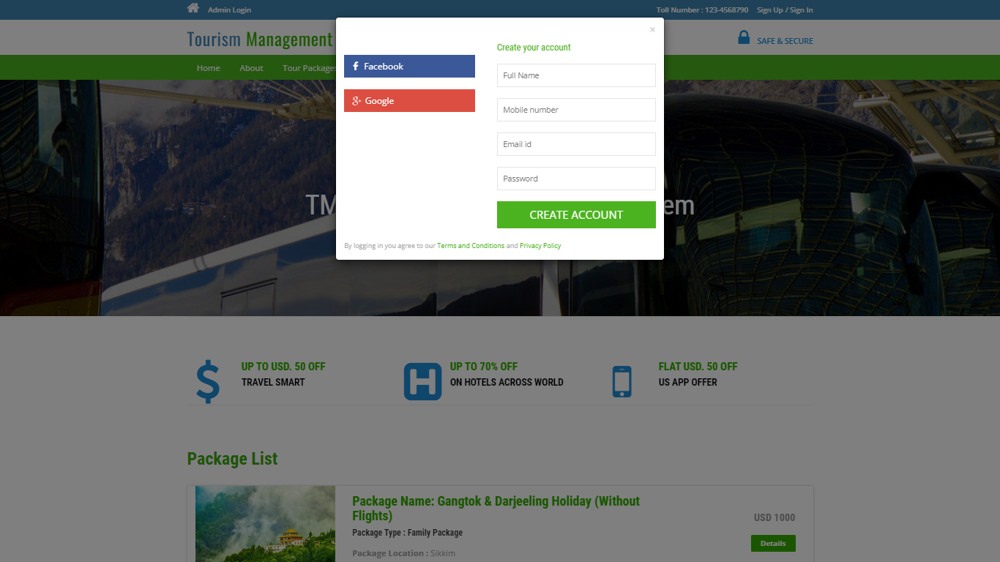 Admin Login
Toll Number : 123-4568790 Sign Up / Sign In
Tourism Management
SAFE & SECURE
Home About Tour Packages
×
Create your account
Facebook
Google
Full Name
Mobile number
Email id
Password
CREATE ACCOUNT
By logging in you agree to our Terms and Conditions and Privacy Policy
TM
em
UP TO USD. 50 OFF
TRAVEL SMART
UP TO 70% OFF
ON HOTELS ACROSS WORLD
FLAT USD. 50 OFF
US APP OFFER
Package List
Package Name: Gangtok & Darjeeling Holiday (Without
Flights)
Package Type : Family Package
Package Location : Sikkim
USD 1000
Details